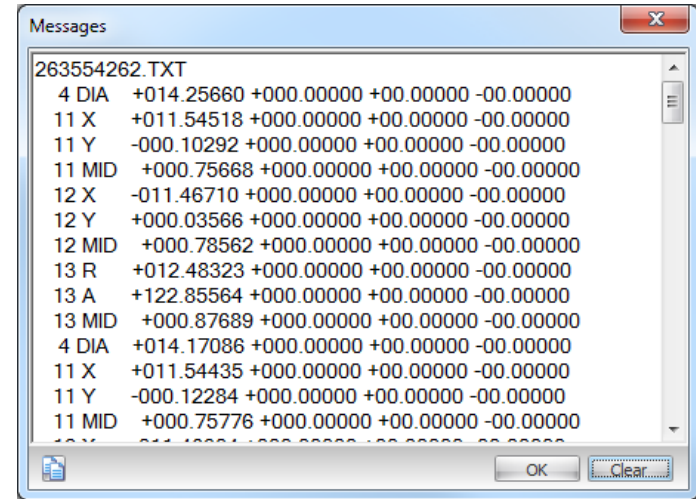 Messages
263554262.TXT
4 DIA +014.25660 +000.00000 +00.00000 -00.00000
11 X +011.54518 +000.00000 +00.00000 -00.00000
11 Y -000.10292 +000.00000 +00.00000 -00.00000
11 MID +000.75668 +000.00000 +00.00000 -00.00000
12 X -011.46710 +000.00000 +00.00000 -00.00000
12 Y +000.03566 +000.00000 +00.00000 -00.00000
12 MID +000.78562 +000.00000 +00.00000 -00.00000
13 R +012.48323 +000.00000 +00.00000 -00.00000
13 A +122.85564 +000.00000 +00.00000 -00.00000
13 MID +000.87689 +000.00000 +00.00000 -00.00000
4 DIA +014.17086 +000.00000 +00.00000 -00.00000
11 X +011.54435 +000.00000 +00.00000 -00.00000
11 Y -000.12284 +000.00000 +00.00000 -00.00000
11 MID +000.75776 +000.00000 +00.00000 -00.00000
OK Clear